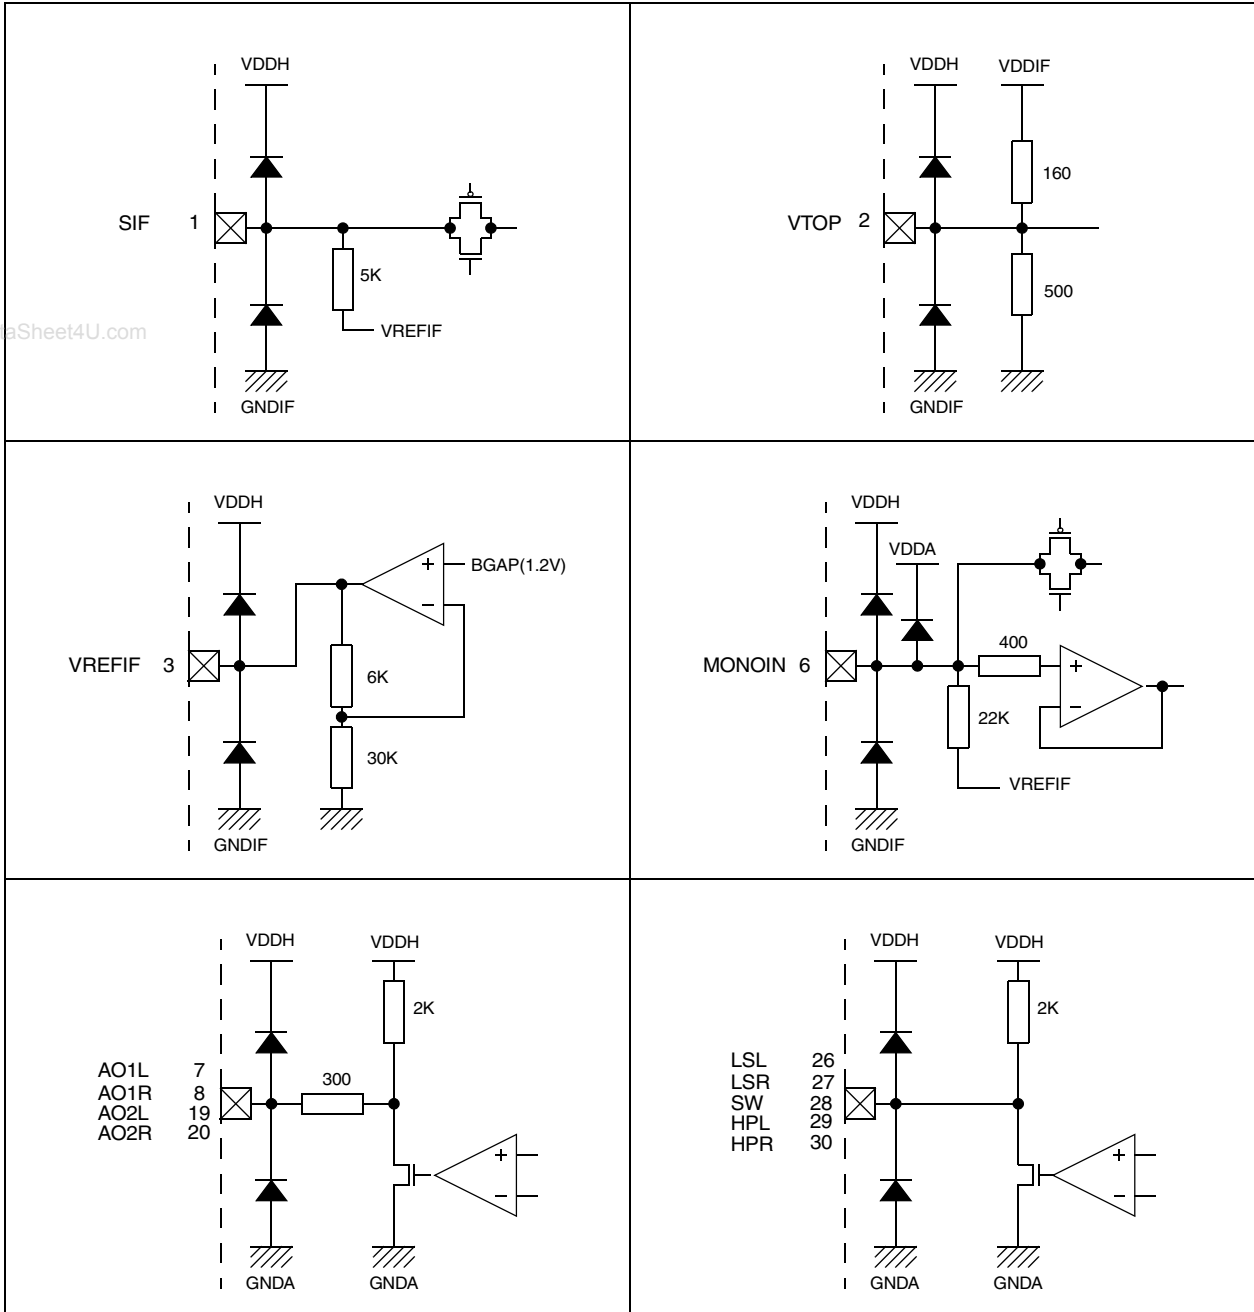 VDDH
SIF 1
5K
VREFIF
GNDIF
taSheet4U.com
VDDH VDDIF
160
VTOP 2
500
GNDIF
VDDH
+ BGAP(1.2V)
−
VREFIF 3
6K
30K
GNDIF
VDDH
VDDA
400
MONOIN 6
+
−
22K
VREFIF
GNDIF
VDDH VDDH
2K
AO1L 7
AO1R 8
AO2L 19
AO2R 20
300
+
−
GNDA GNDA
VDDH VDDH
2K
LSL 26
LSR 27
SW 28
HPL 29
HPR 30
+
−
GNDA GNDA